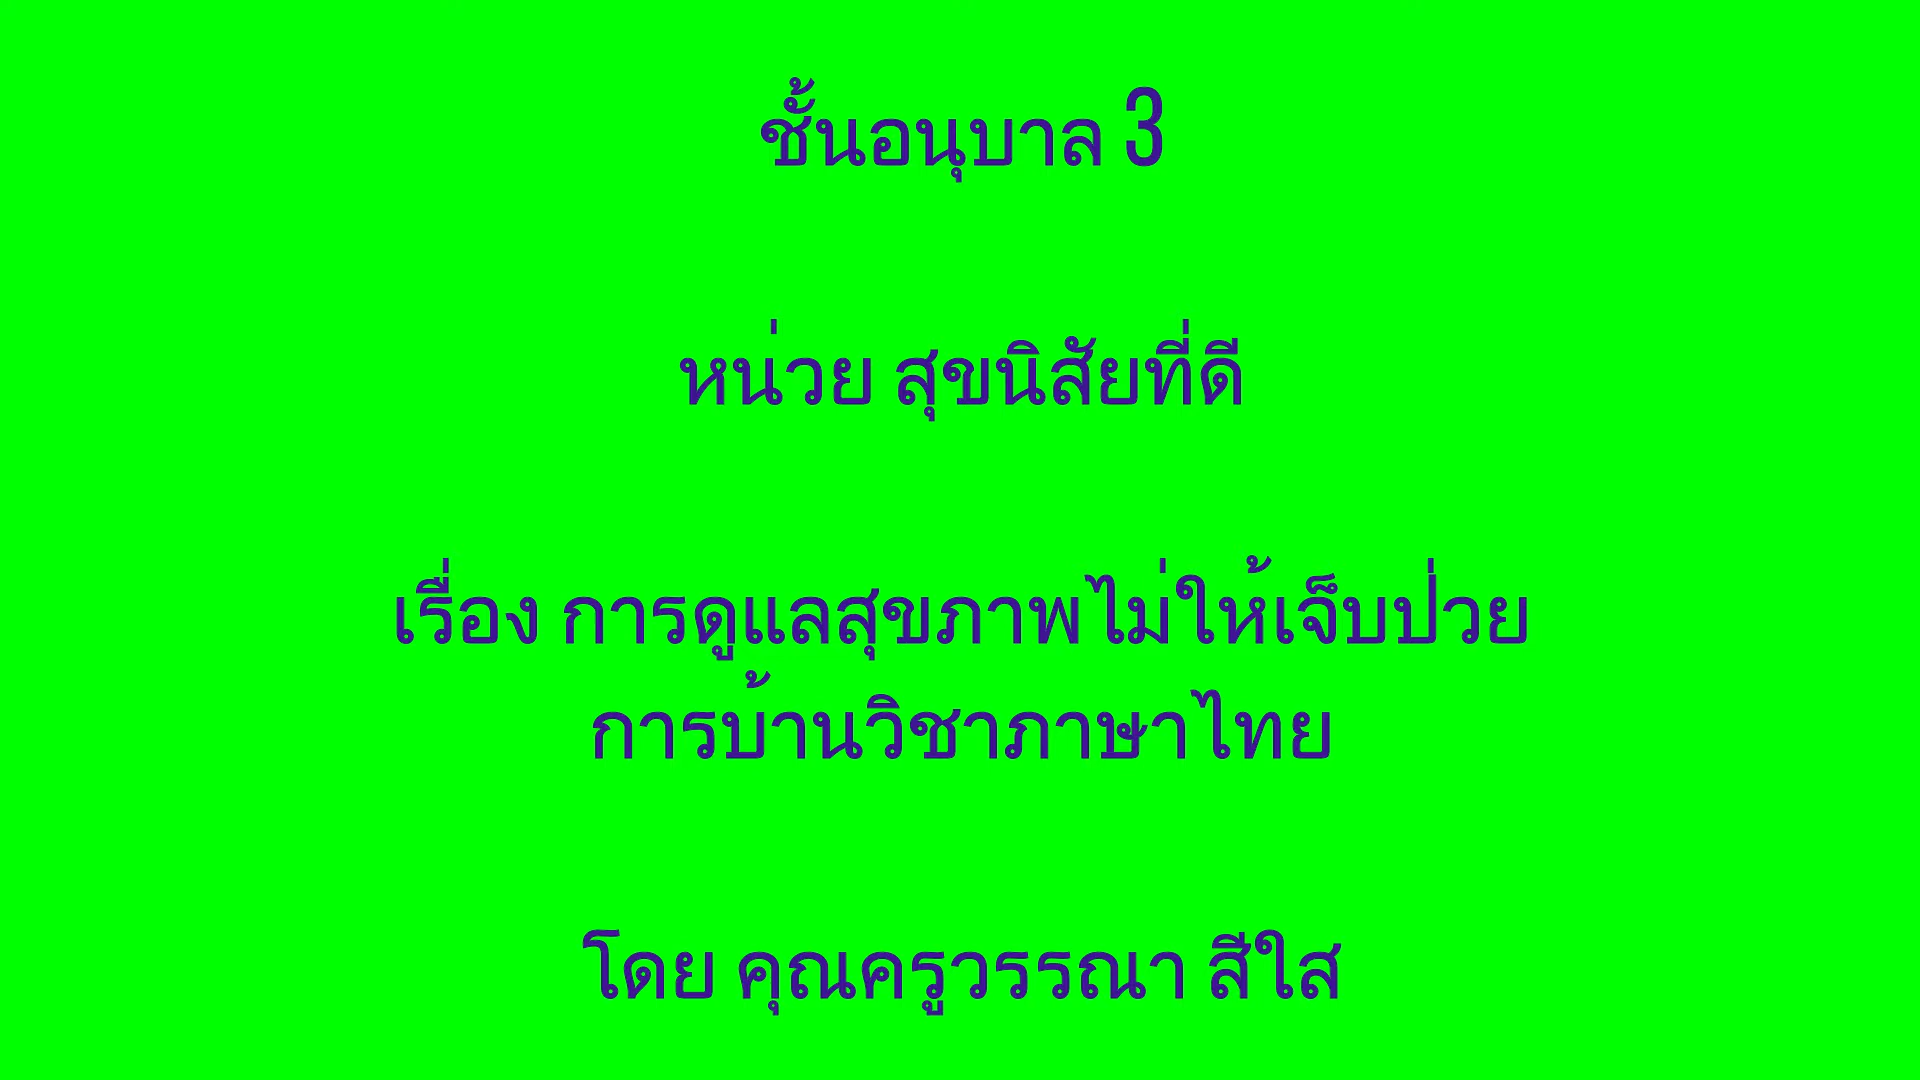 ชั้นอนุบาล 3
หน่วย สุขนิสัยที่ดี
เรื่อง การดูแลสุขภาพไม่ให้เจ็บป่วย
การบ้านวิชาภาษาไทย
โดย คุณครูวรรณา สีใส